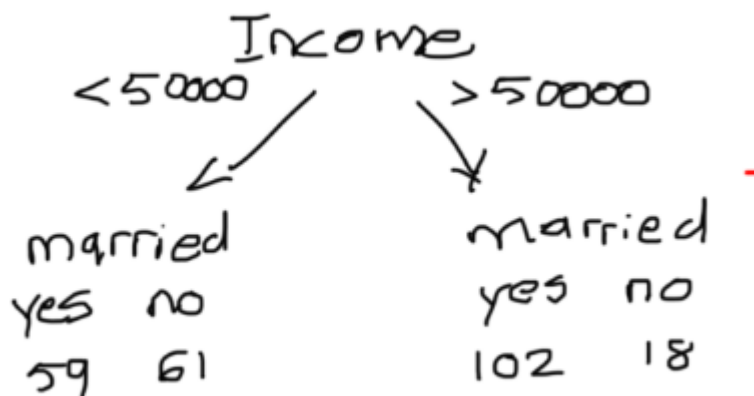 Income
<50000 >50000
married married
yes no yes no
59 61 102 18